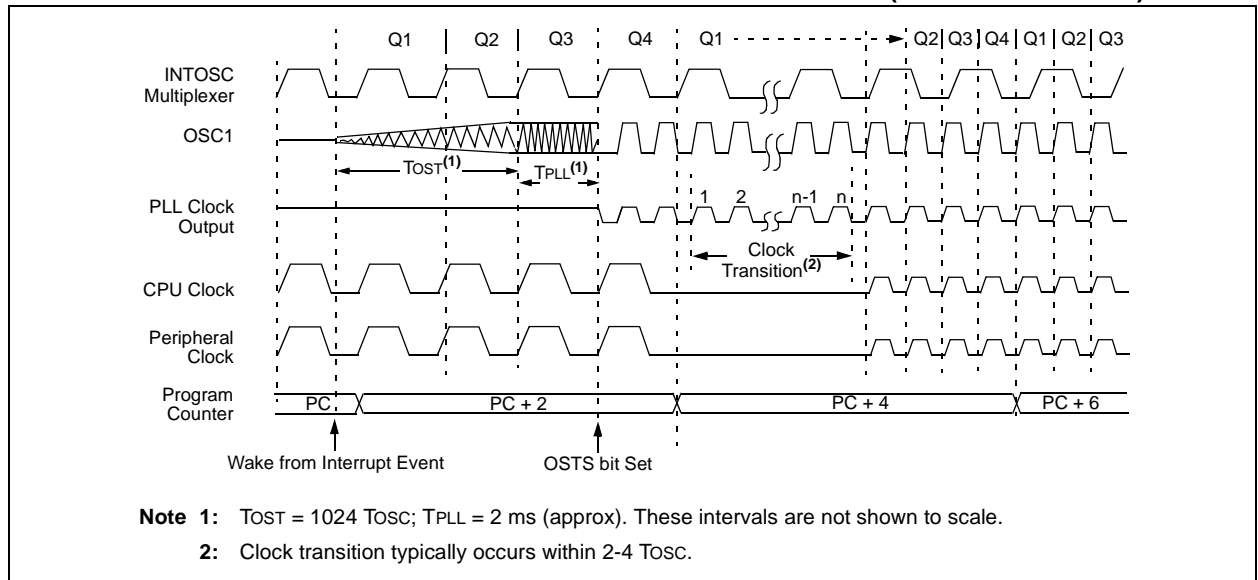 Q1 Q2 Q3 Q4 Q1 Q2 Q3 Q4 Q1 Q2 Q3
INTOSC
Multiplexer
OSC1
TOST(1)
TPLL(1)
1 2 n-1 n
PLL Clock
Output
Clock
Transition(2)
CPU Clock
Peripheral
Clock
Program
Counter
PC PC + 2 PC + 4 PC + 6
Wake from Interrupt Event
OSTS bit Set
Note 1: TOST = 1024 TOSC; TPLL = 2 ms (approx). These intervals are not shown to scale.
2: Clock transition typically occurs within 2-4 TOSC.